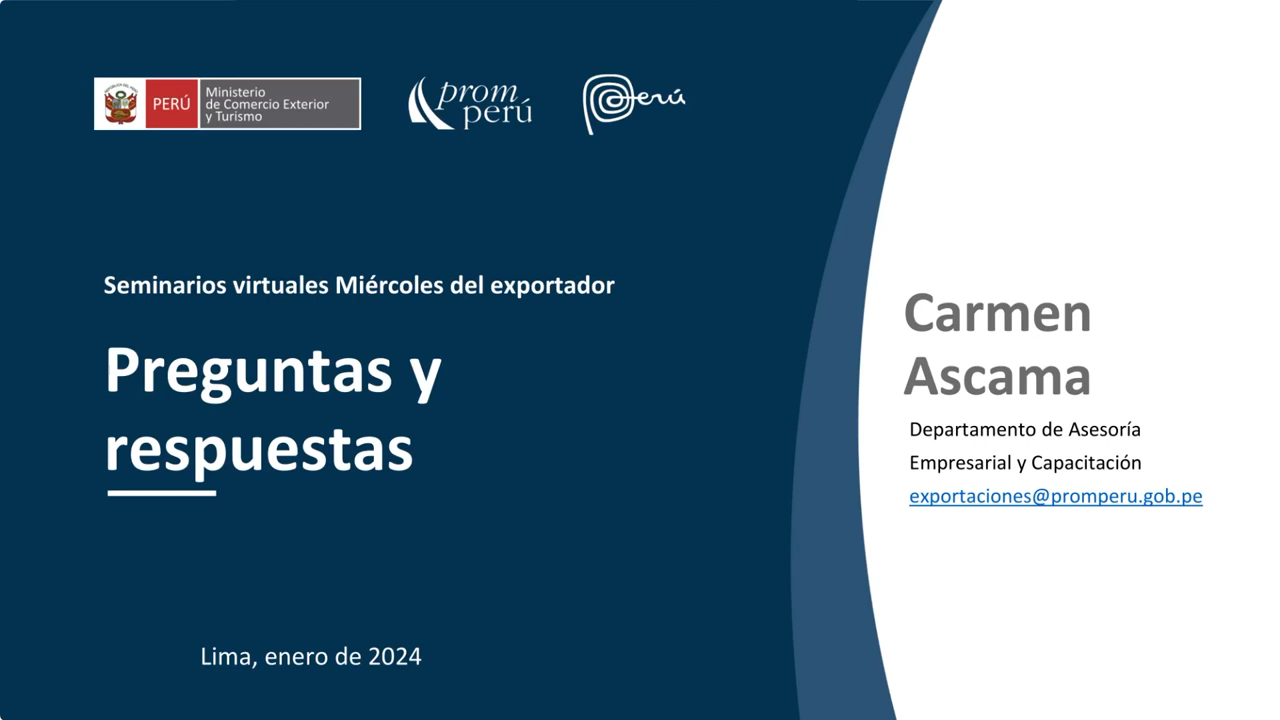 PERÚ
Ministerio
de Comercio Exterior
y Turismo
prom
perú
Perú
Seminarios virtuales Miércoles del exportador
Preguntas y
respuestas
Lima, enero de 2024
Carmen
Ascama
Departamento de Asesoría
Empresarial y Capacitación
exportaciones@promperu.gob.pe